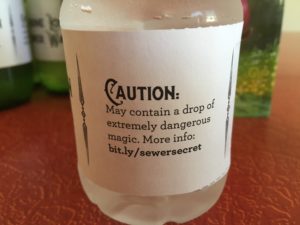 CAUTION:
May contain a drop of
extremely dangerous
magic. More info:
bit.ly/sewersecret